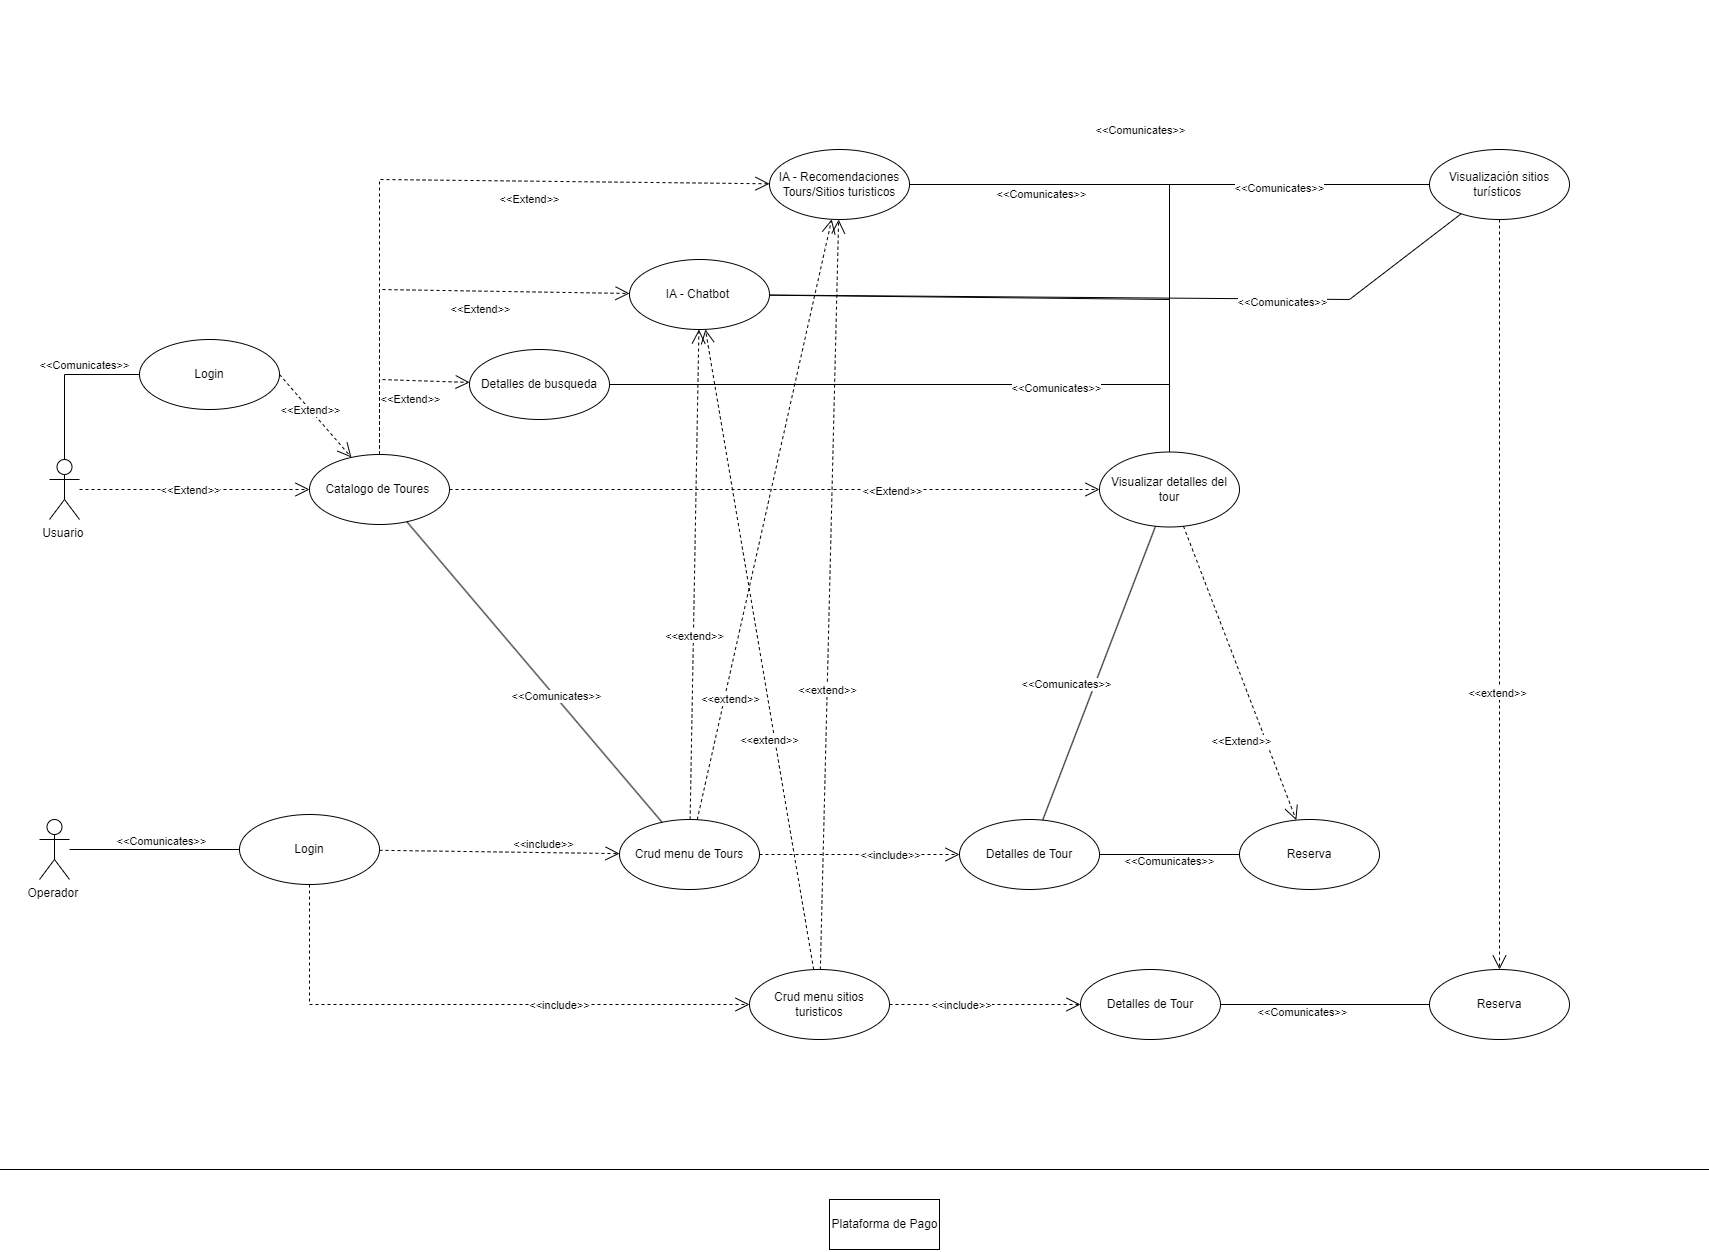 <<Comunicates>>
IA - Recomendaciones
Tours/Sitios turisticos
Visualización sitios
turísticos
<<Comunicates>>
<<Comunicates>>
<<Extend>>
IA - Chatbot
<<Extend>>
<<Comunicates>>
<<Comunicates>>
Login
Detalles de busqueda
<<Comunicates>>
<<Extend>>
<<Extend>>
Usuario
<<Extend>>
Catalogo de Toures
<<Extend>>
Visualizar detalles del
tour
<<extend>>
<<Comunicates>>
<<extend>>
<<extend>>
<<extend>>
<<Comunicates>>
<<Extend>>
<<extend>>
<<Comunicates>>
Operador
Login
<<include>>
Crud menu de Tours
<<include>>
Detalles de Tour
<<Comunicates>>
Reserva
<<include>>
Crud menu sitios
turisticos
<<include>>
Detalles de Tour
<<Comunicates>>
Reserva
Plataforma de Pago